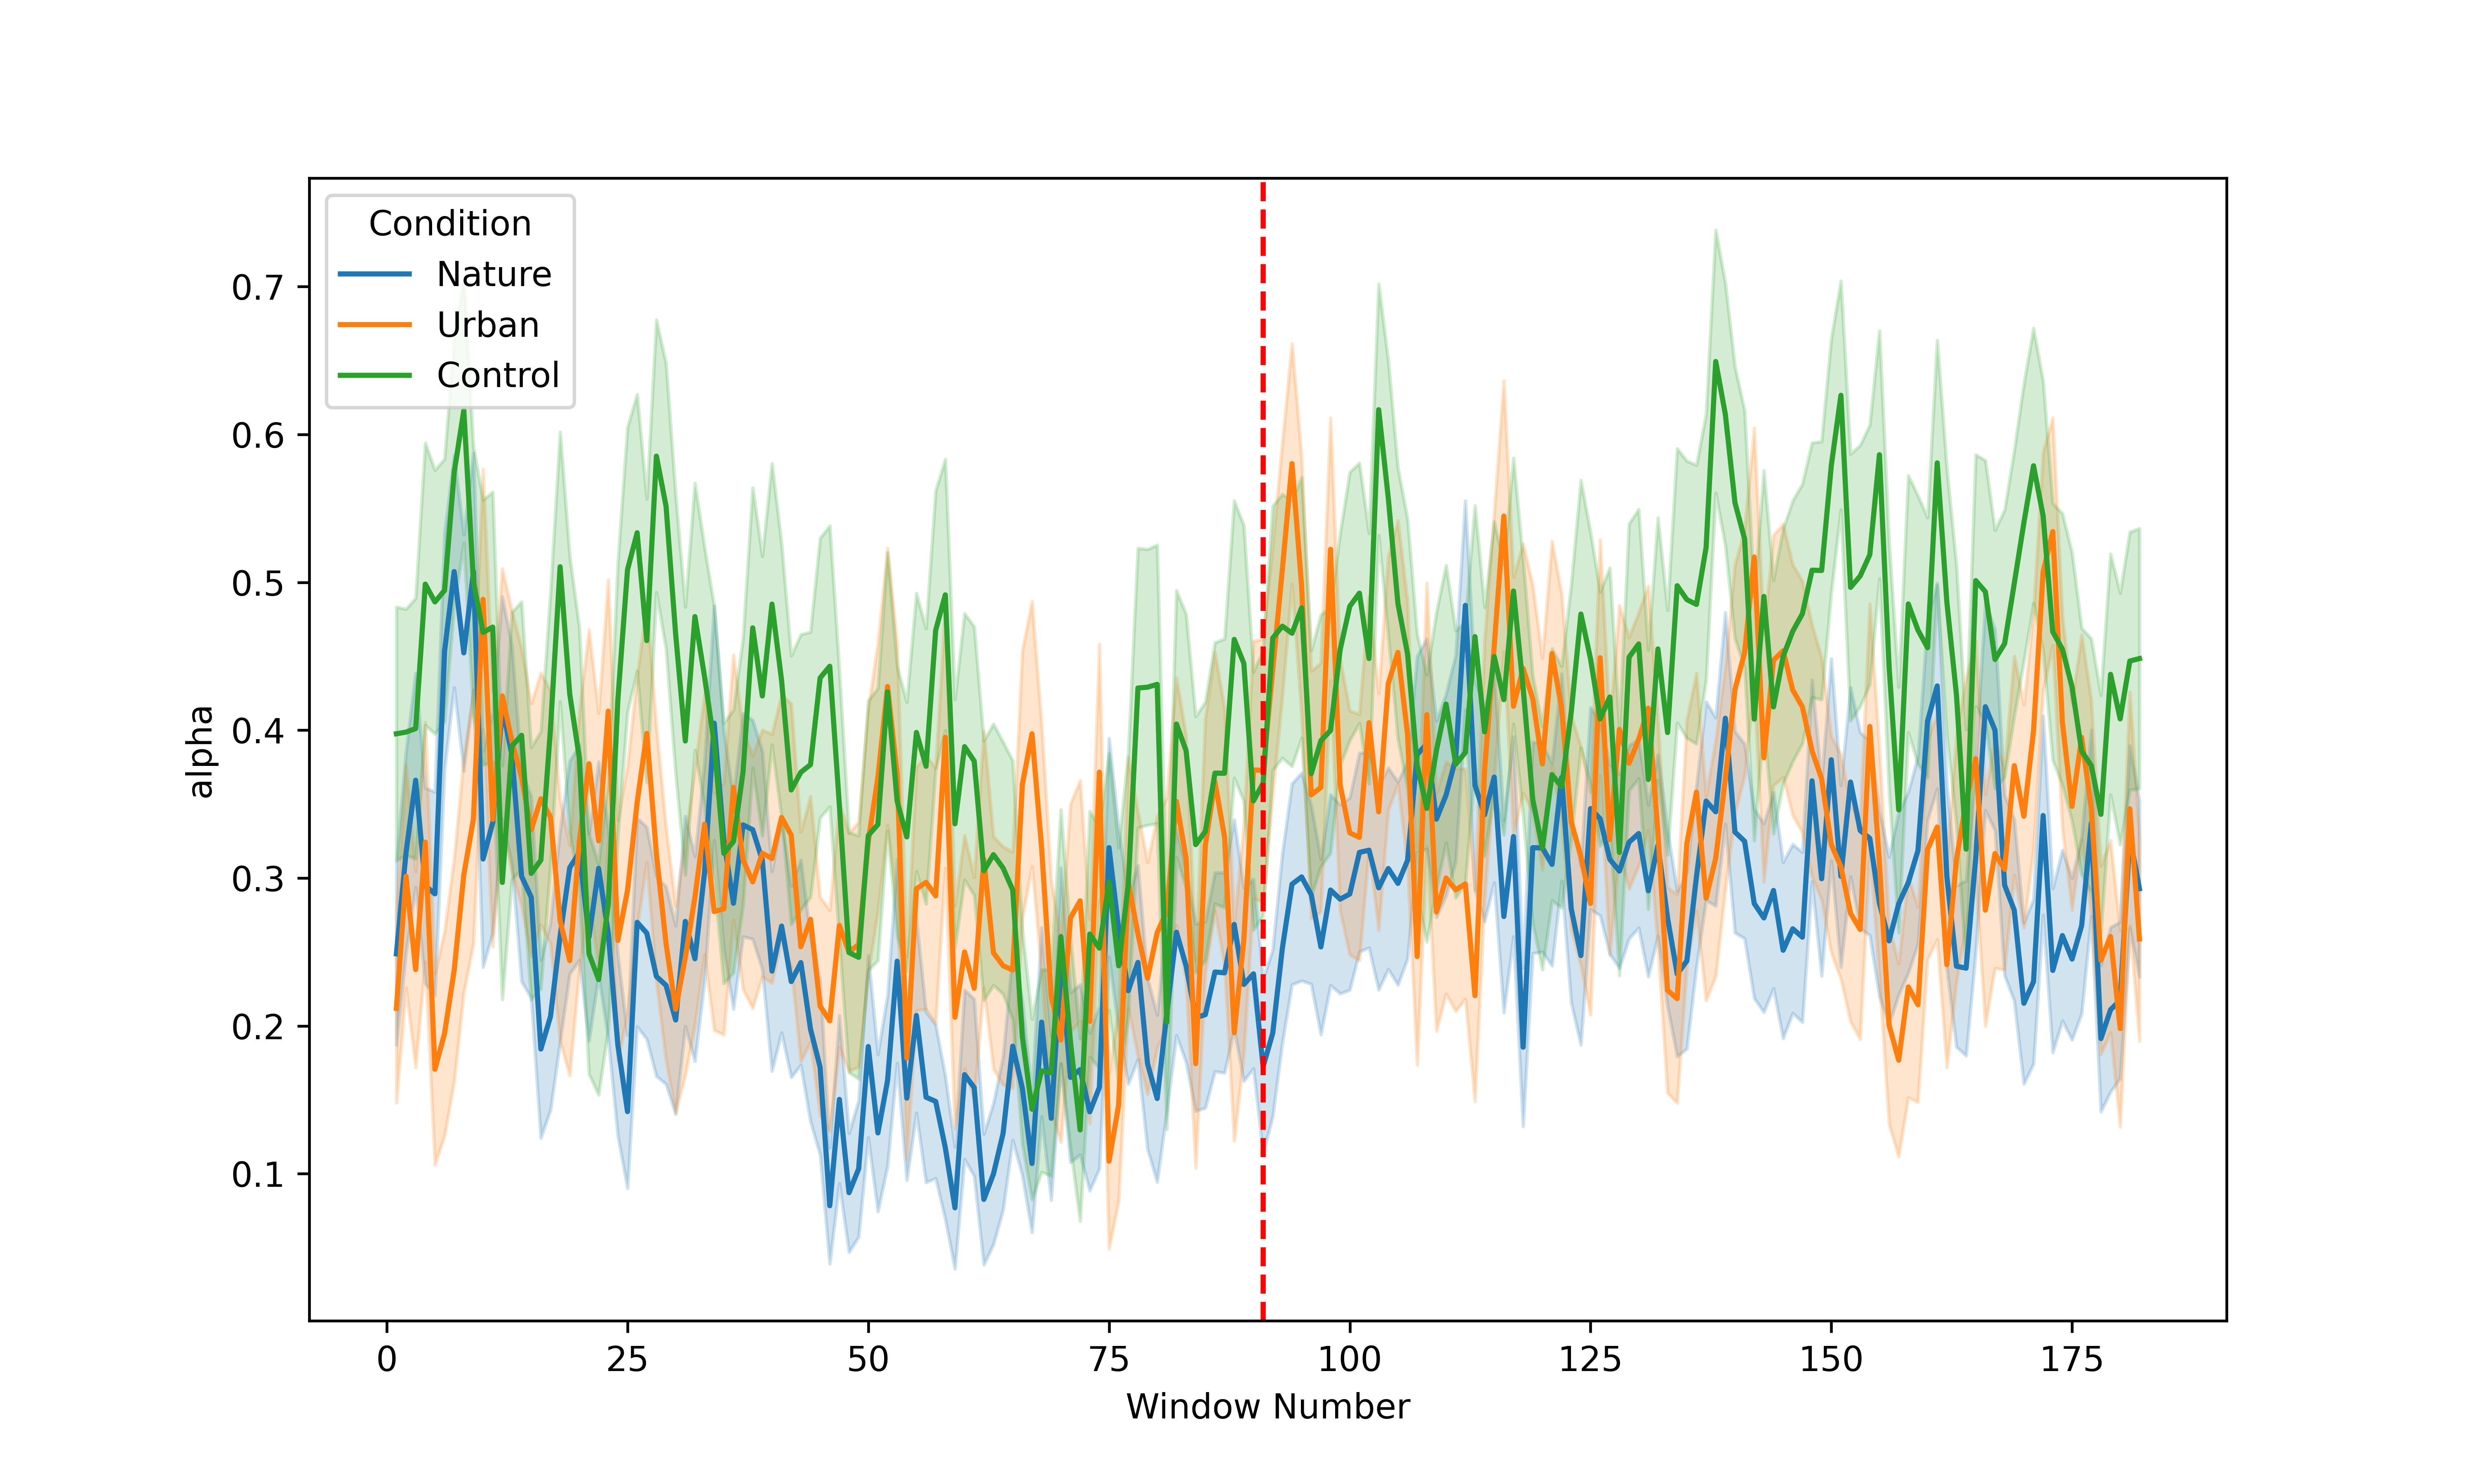 Condition
Nature
Urban
Control
0.7
0.6
0.5
0.4
0.3
0.2
0.1
alpha
0 25 50 75 100 125 150 175
Window Number